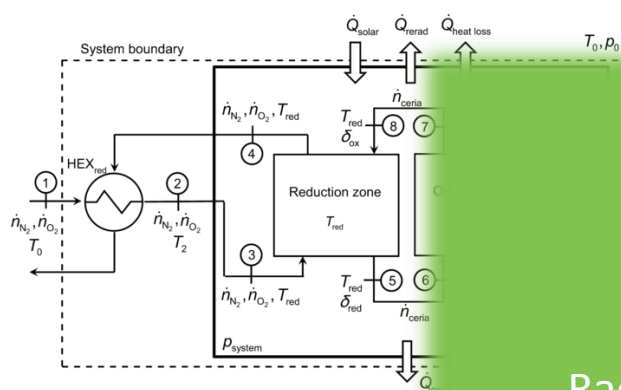 Q̇solar
Q̇rerad
Q̇heat loss
System boundary
T0, p0
ṅN2, ṅO2, Tred
ṅceria
Tred
δox
8
7
4
HEXred
1
2
Reduction zone
Tred
ṅN2, ṅO2
T0
ṅN2, ṅO2
T2
3
ṅN2, ṅO2, Tred
Tred
δred
5
6
ṅceria
psystem